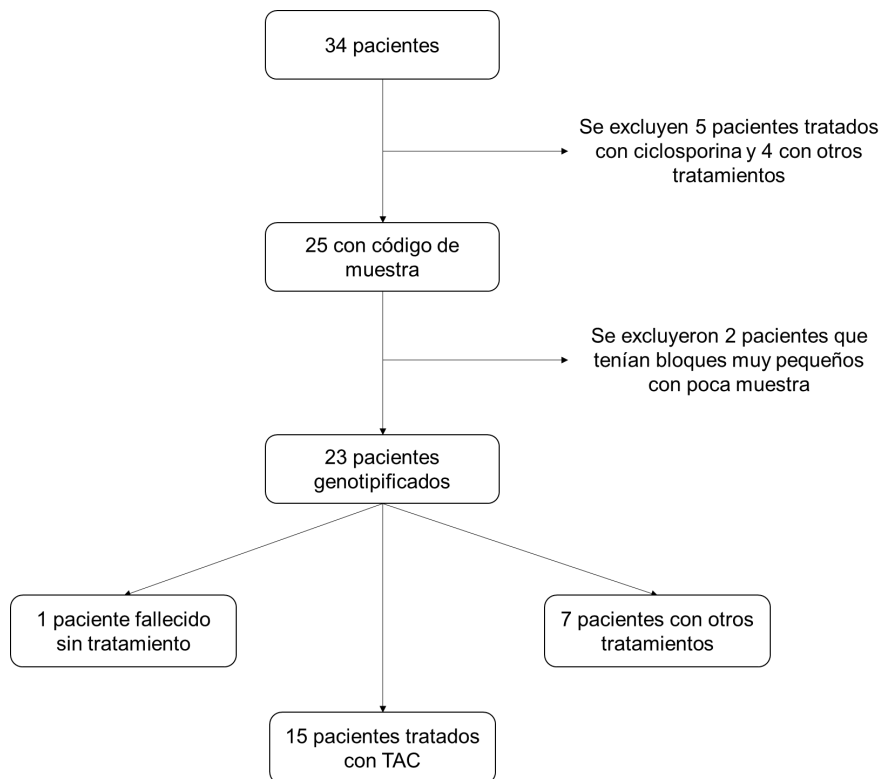 34 pacientes
Se excluyen 5 pacientes tratados
con ciclosporina y 4 con otros
tratamientos
25 con código de
muestra
Se excluyeron 2 pacientes que
tenían bloques muy pequeños
con poca muestra
23 pacientes
genotipificados
1 paciente fallecido
sin tratamiento
7 pacientes con otros
tratamientos
15 pacientes tratados
con TAC